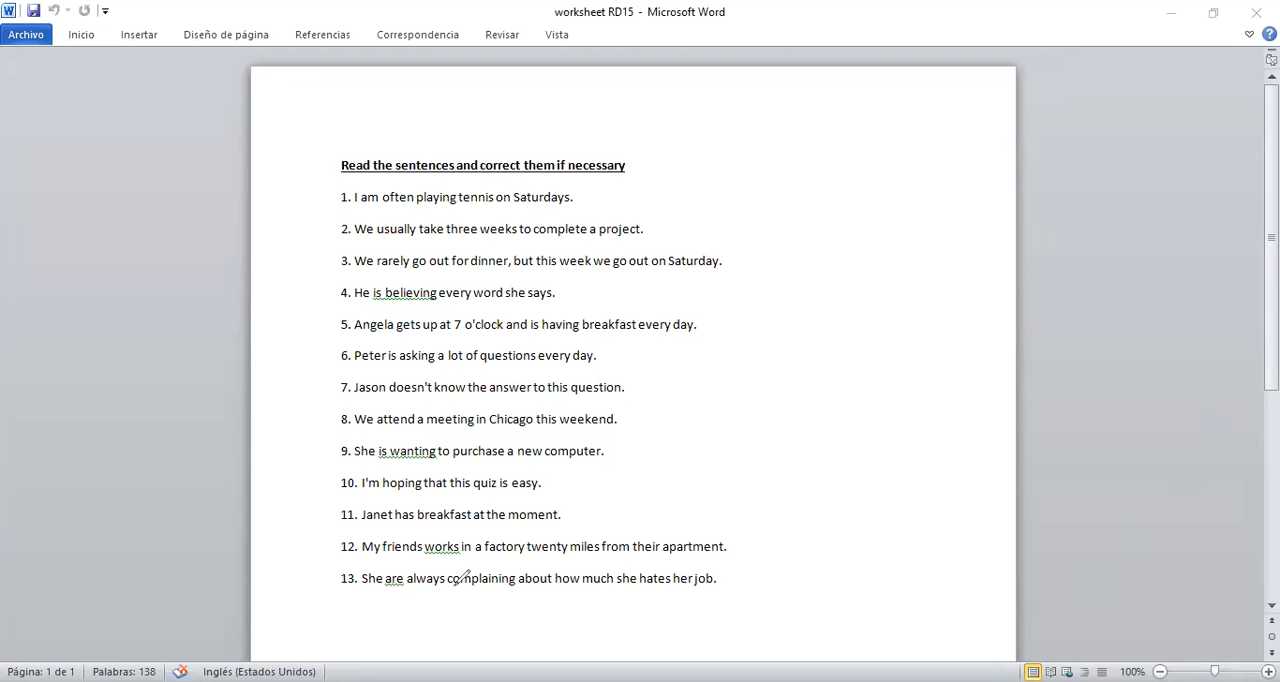 worksheet RD15 - Microsoft Word
Archivo Inicio Insertar Diseño de página Referencias Correspondencia Revisar Vista
Read the sentences and correct them if necessary
1. I am often playing tennis on Saturdays.
2. We usually take three weeks to complete a project.
3. We rarely go out for dinner, but this week we go out on Saturday.
4. He is believing every word she says.
5. Angela gets up at 7 o'clock and is having breakfast every day.
6. Peter is asking a lot of questions every day.
7. Jason doesn't know the answer to this question.
8. We attend a meeting in Chicago this weekend.
9. She is wanting to purchase a new computer.
10. I'm hoping that this quiz is easy.
11. Janet has breakfast at the moment.
12. My friends works in a factory twenty miles from their apartment.
13. She are always complaining about how much she hates her job.
Página: 1 de 1 Palabras: 138 Inglés (Estados Unidos) 100%